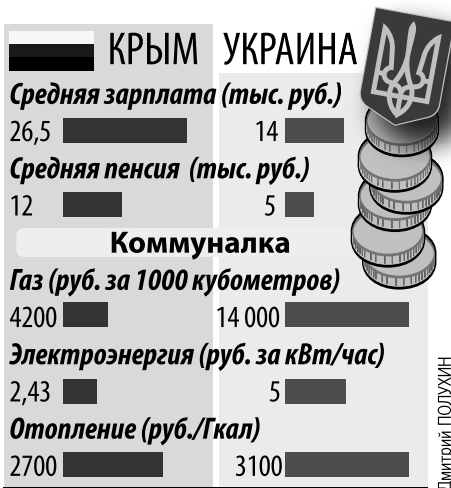 КРЫМ УКРАИНА
Средняя зарплата (тыс. руб.)
26,5 14
Средняя пенсия (тыс. руб.)
12 5
Коммуналка
Газ (руб. за 1000 кубометров)
4200 14 000
Электроэнергия (руб. за кВт/час)
2,43 5
Отопление (руб./Гкал)
2700 3100
Дмитрий ПОЛУХИН